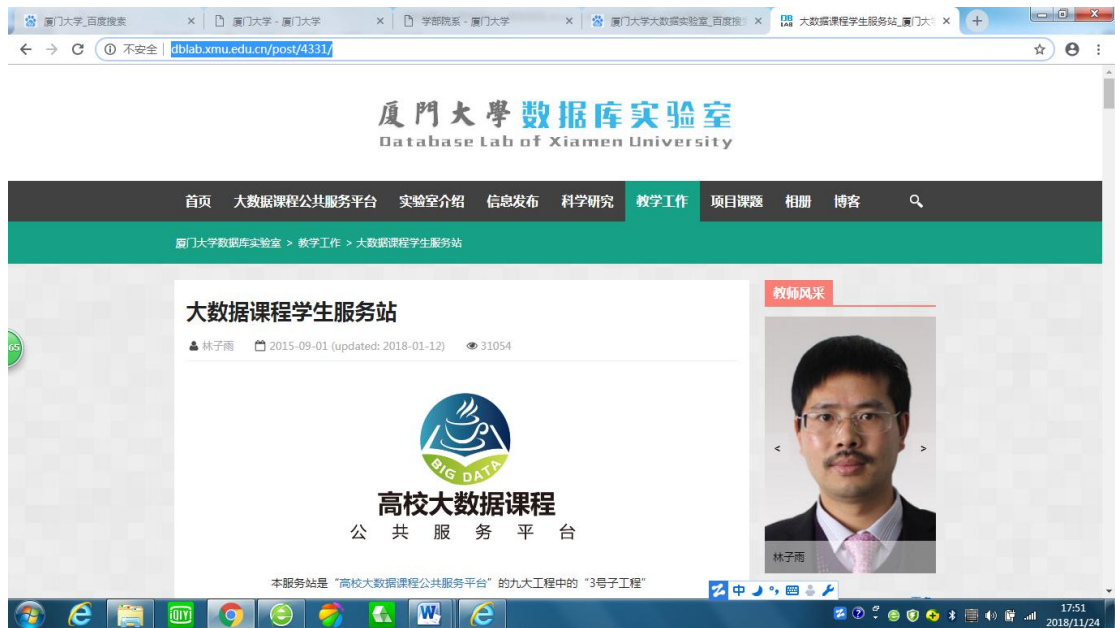 厦门大学_百度搜索
厦门大学 - 厦门大学
学部院系 - 厦门大学
厦门大学大数据实验室_百度搜
大数据课程学生服务站_厦门大
不安全 | dblab.xmu.edu.cn/post/4331/
厦門大學数据库实验室
Database Lab of Xiamen University
首页 大数据课程公共服务平台 实验室介绍 信息发布 科学研究 教学工作 项目课题 相册 博客
厦门大学数据库实验室 > 教学工作 > 大数据课程学生服务站
大数据课程学生服务站
林子雨 2015-09-01 (updated: 2018-01-12) 31054
BIG DATA
高校大数据课程
公共服务平台
本服务站是“高校大数据课程公共服务平台”的九大工程中的“3号子工程”
教师风采
< >
林子雨
65
中
17:51
2018/11/24